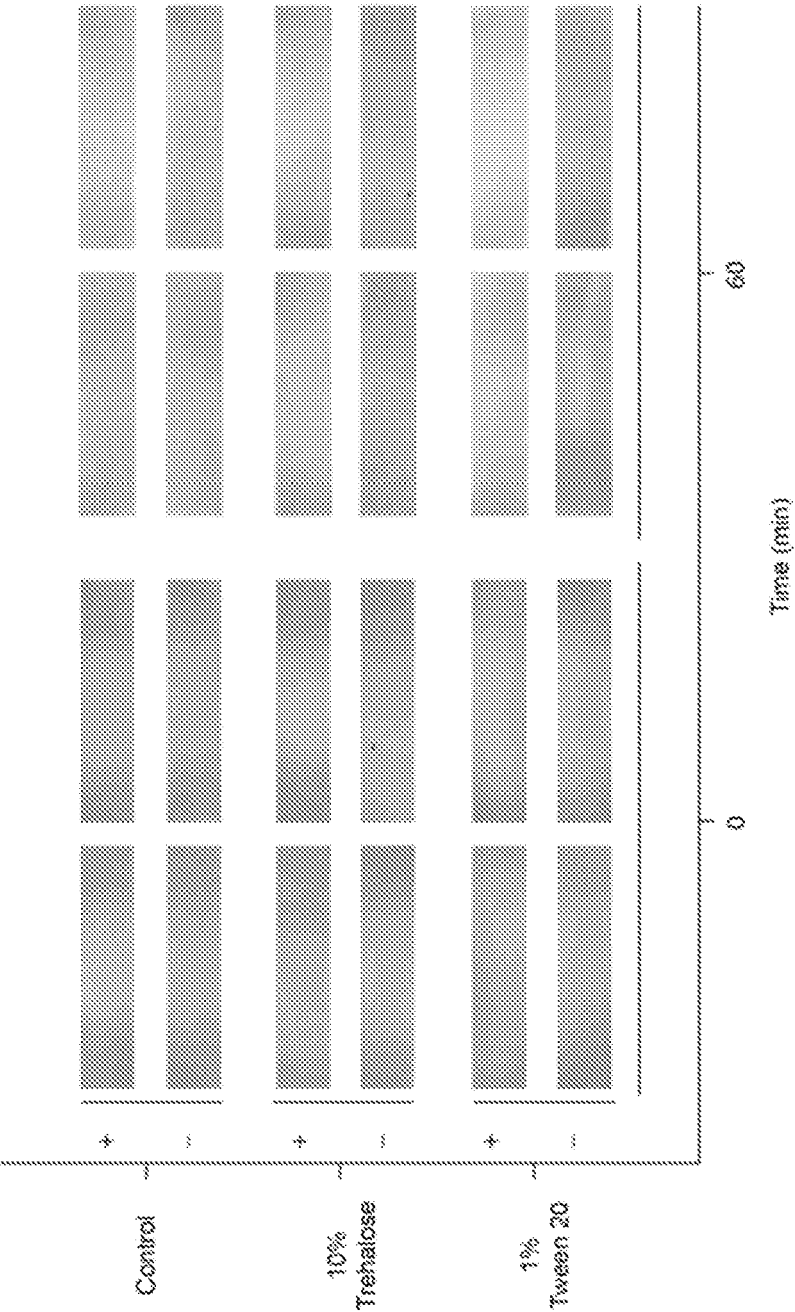 Control
+
-
10%
Trehalose
+
-
1%
Tween 20
+
-
0
60
Time (min)